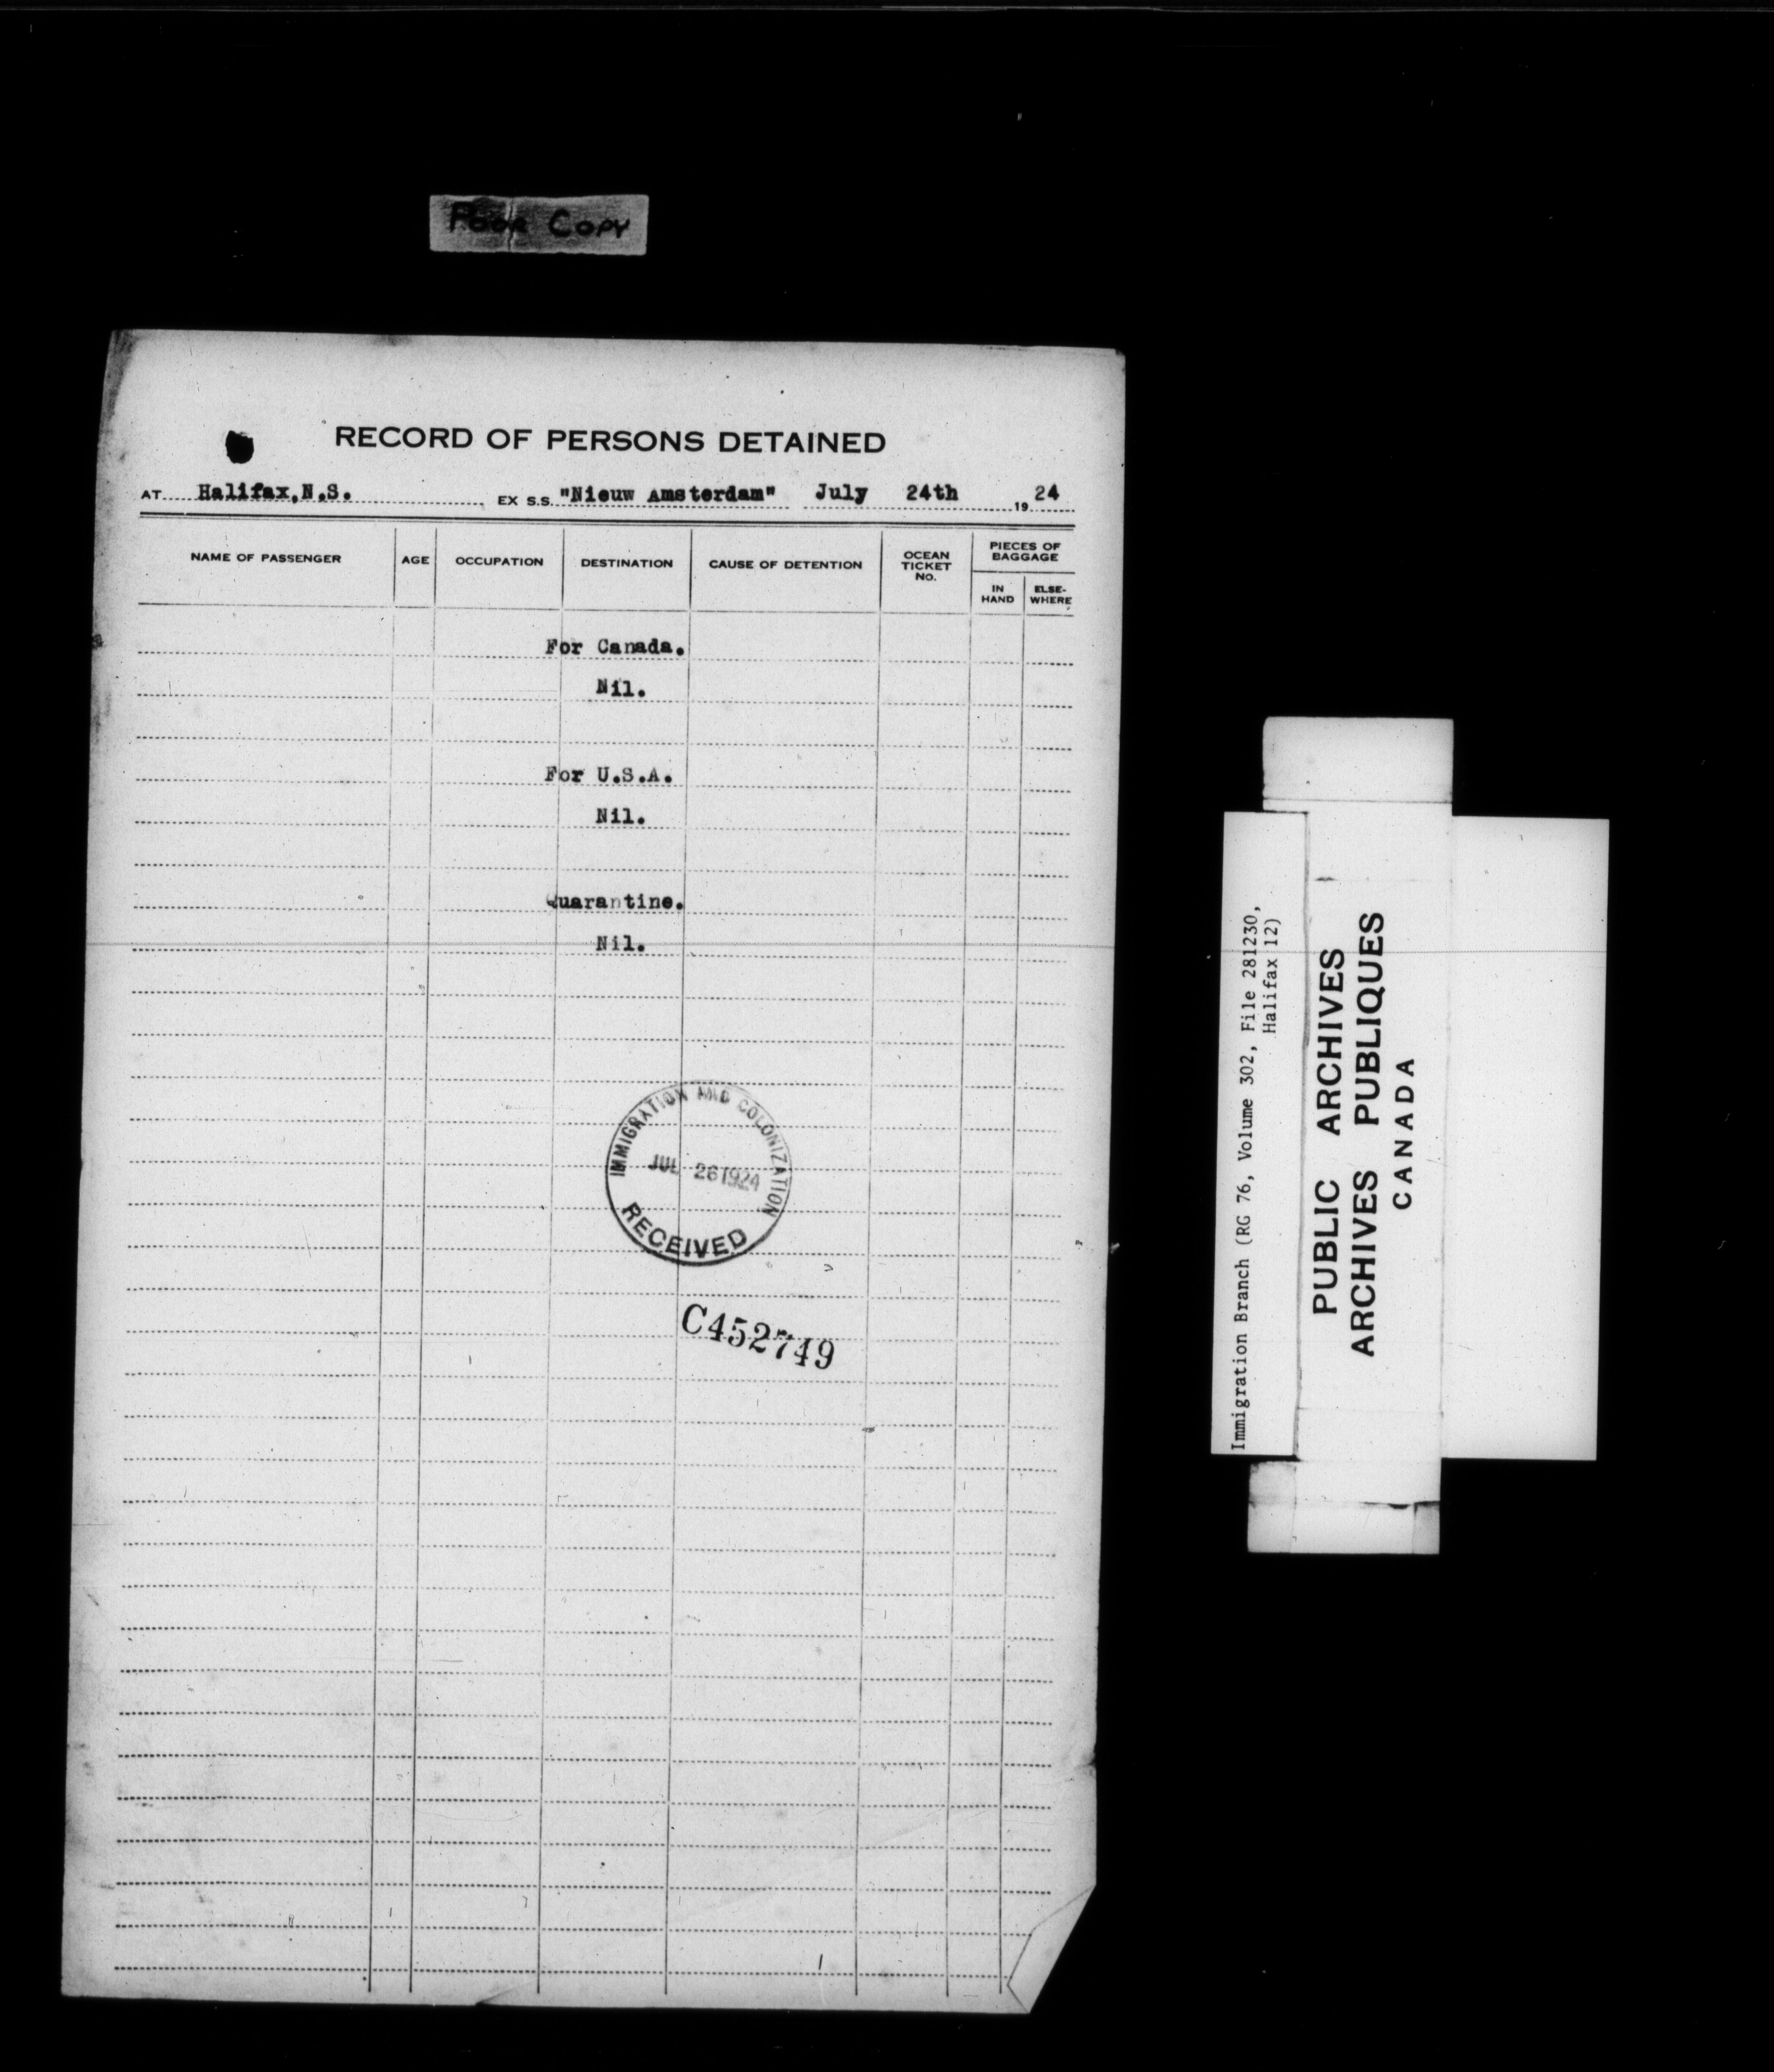 Poor Copy
RECORD OF PERSONS DETAINED
AT Halifax,N.S. EX S.S. "Nieuw Amsterdam" July 24th 1924
NAME OF PASSENGER AGE OCCUPATION DESTINATION CAUSE OF DETENTION OCEAN TICKET NO. PIECES OF BAGGAGE
IN HAND ELSE-WHERE
For Canada.
Nil.
For U.S.A.
Nil.
Quarantine.
Nil.
IMMIGRATION AND COLONIZATION
JUL 26 1924
RECEIVED
C452749
Immigration Branch (RG 76, Volume 302, File 281230,
Halifax 12)
PUBLIC ARCHIVES
ARCHIVES PUBLIQUES
CANADA